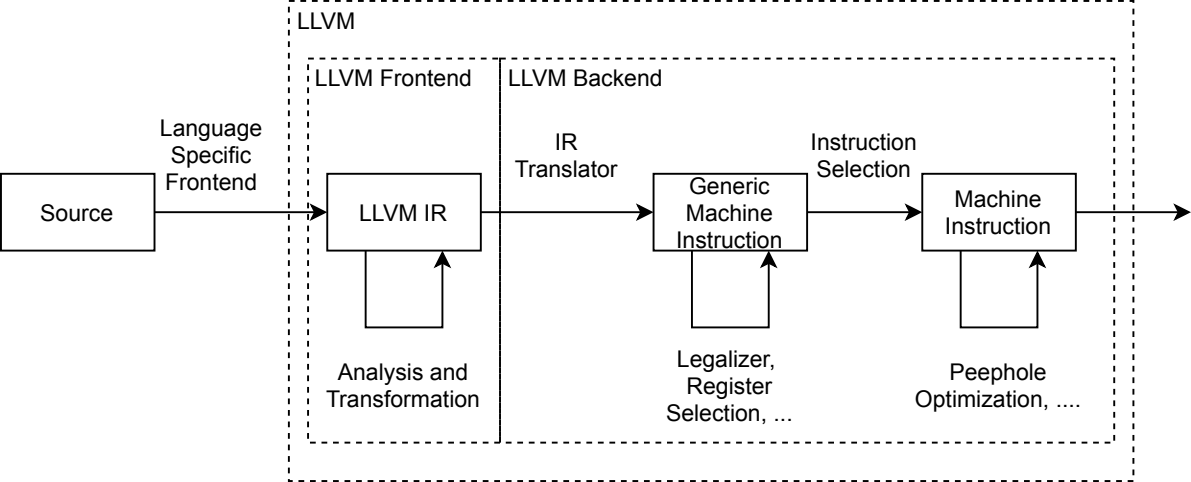 LLVM
LLVM Frontend
LLVM Backend
Language
Specific
Frontend
IR
Translator
Instruction
Selection
Source
LLVM IR
Generic
Machine
Instruction
Machine
Instruction
Analysis and
Transformation
Legalizer,
Register
Selection, ...
Peephole
Optimization, ....